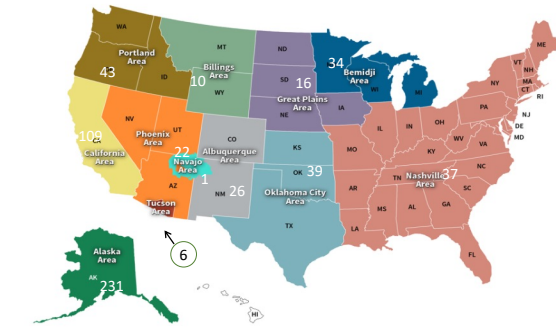 WA
Portland
Area
43
ID
MT
Billings
Area
10
WY
ND
SD
16
Great Plains
Area
NE
IA
34
Bemidji
Area
WI
MI
ME
VT
NH
NY
MA
CT
RI
PA
NJ
DE
MD
IL
IN
OH
WV
VA
KY
MO
NC
TN
Nashville
Area
37
SC
AR
MS
AL
GA
LA
FL
109
California
Area
NV
UT
Phoenix
Area
22
Navajo
Area
1
AZ
Tucson
Area
6
CO
Albuquerque
Area
NM
26
KS
OK
39
Oklahoma City
Area
TX
Alaska
Area
AK
231
HI